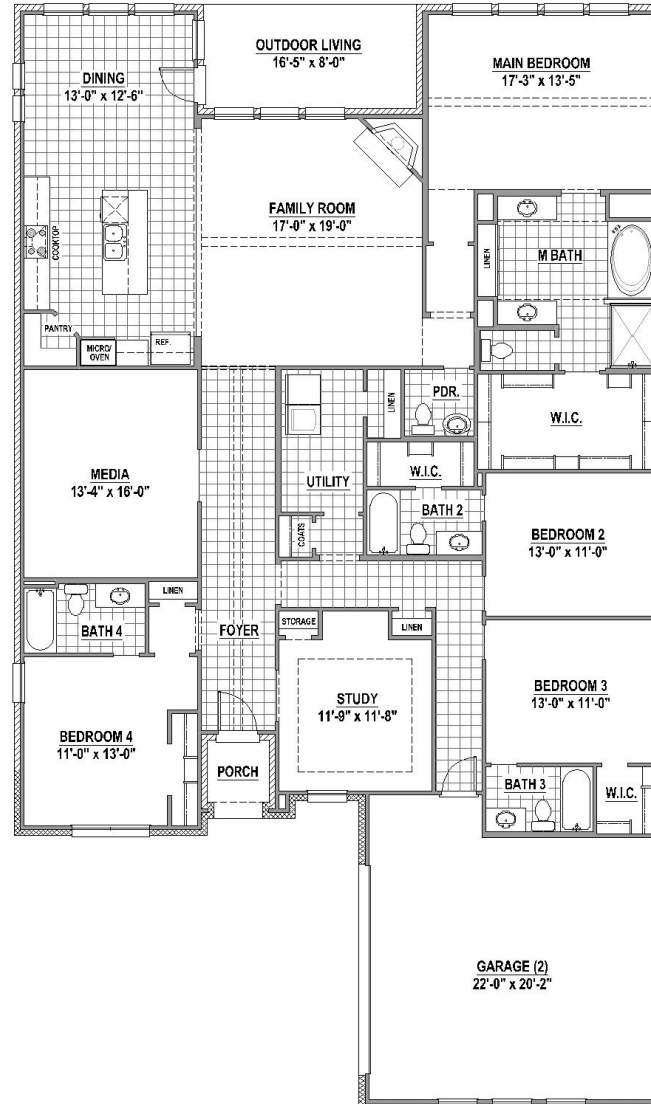 OUTDOOR LIVING
16'-5" x 8'-0"
MAIN BEDROOM
17'-3" x 13'-5"
DINING
13'-0" x 12'-6"
FAMILY ROOM
17'-0" x 19'-0"
COOKTOP
LINEN
M BATH
PANTRY
MICRO/
OVEN
REF.
PDR.
LINEN
W.I.C.
MEDIA
13'-4" x 16'-0"
UTILITY
W.I.C.
BATH 2
COATS
BEDROOM 2
13'-0" x 11'-0"
LINEN
BATH 4
FOYER
STORAGE
LINEN
STUDY
11'-9" x 11'-8"
BEDROOM 3
13'-0" x 11'-0"
BEDROOM 4
11'-0" x 13'-0"
PORCH
BATH 3
W.I.C.
GARAGE (2)
22'-0" x 20'-2"